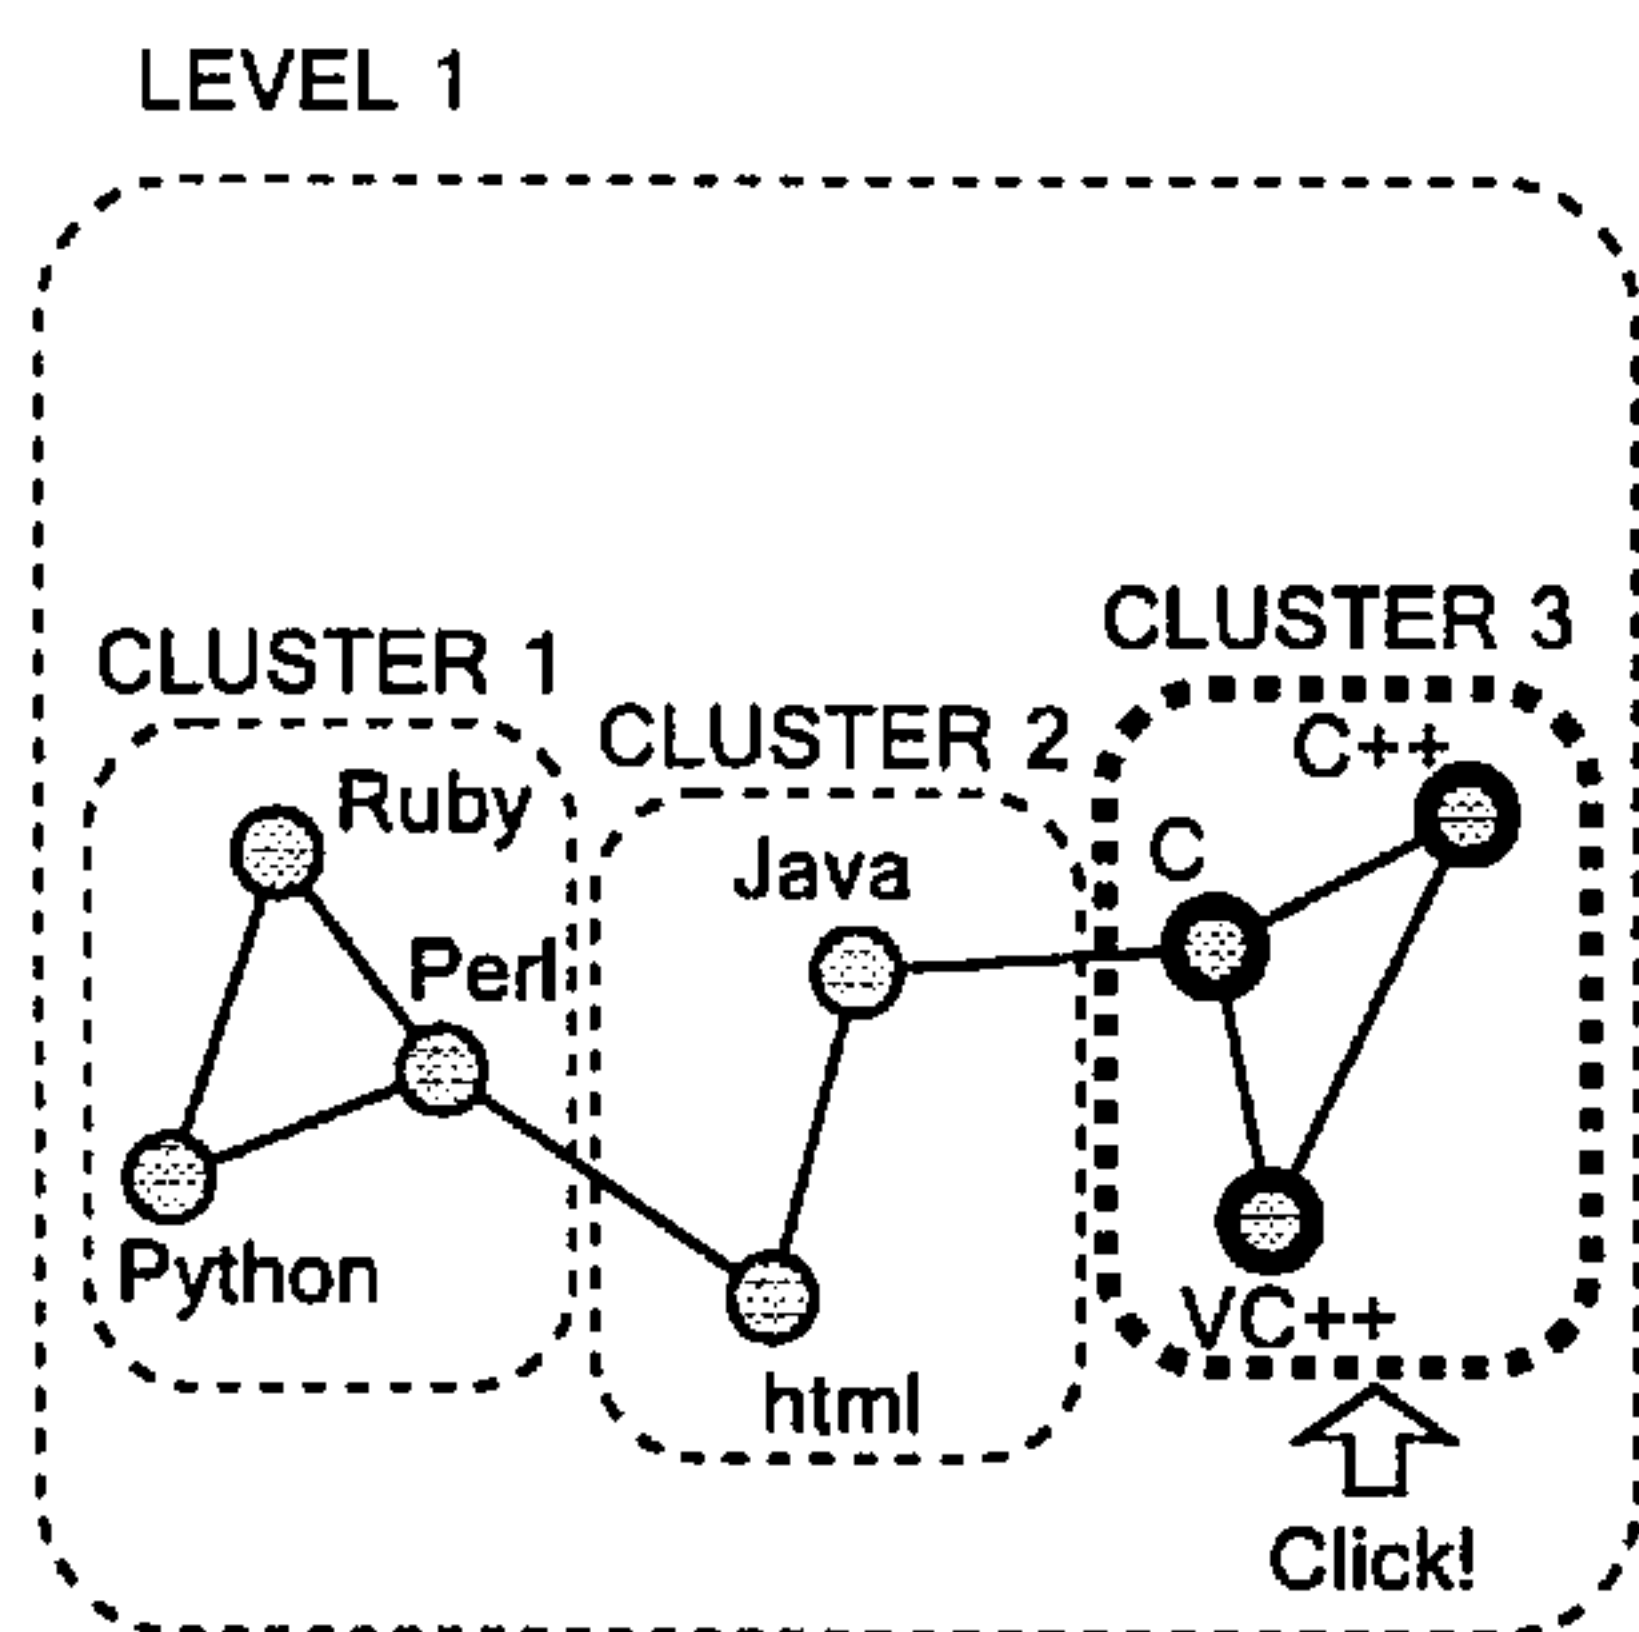 LEVEL 1
CLUSTER 1
Ruby
Perl
Python
CLUSTER 2
Java
html
CLUSTER 3
C++
C
VC++
Click!